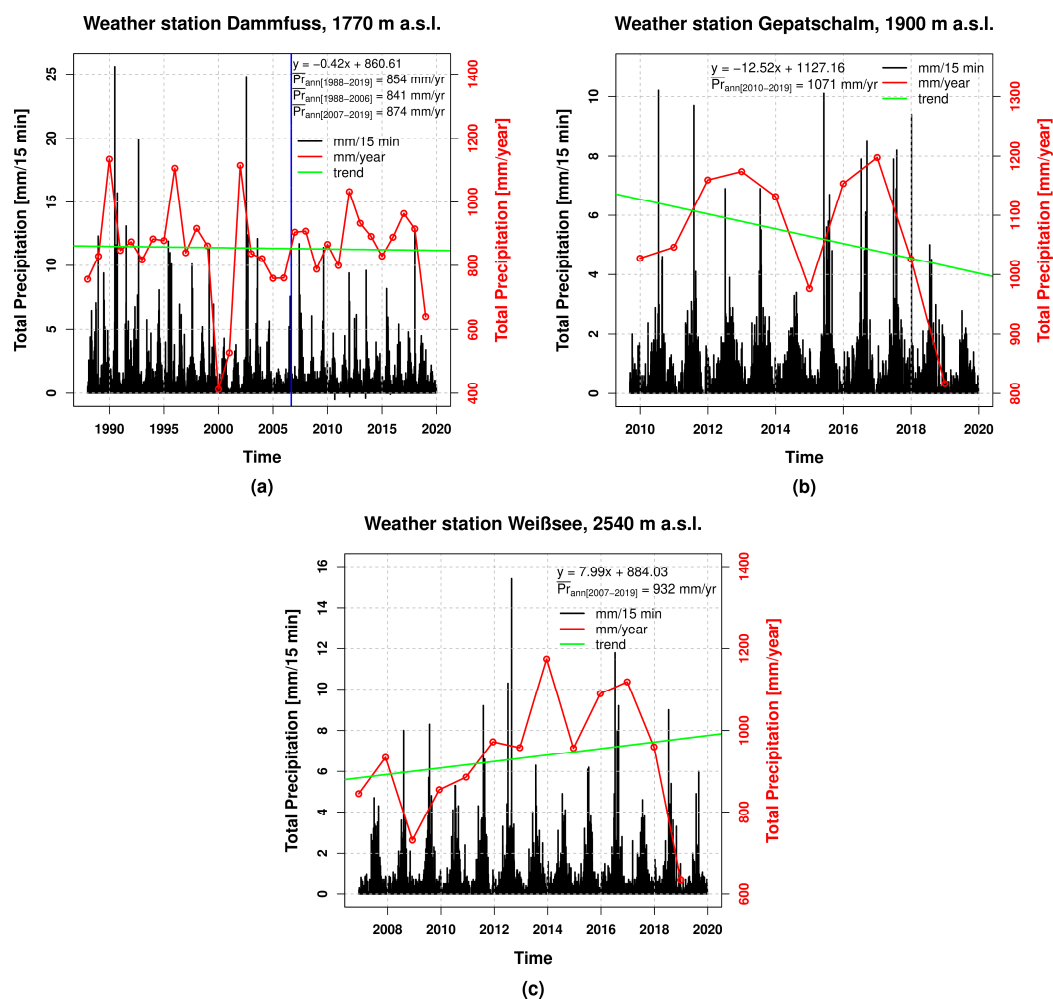 Weather station Dammfuss, 1770 m a.s.l.
y = −0.42x + 860.61
Pr ann[1988−2019] = 854 mm/yr
Pr ann[1988−2006] = 841 mm/yr
Pr ann[2007−2019] = 874 mm/yr
mm/15 min
mm/year
trend
Total Precipitation [mm/15 min]
0 5 10 15 20 25
Total Precipitation [mm/year]
400 600 800 1000 1200 1400
1990 1995 2000 2005 2010 2015 2020
Time
(a)
Weather station Gepatschalm, 1900 m a.s.l.
y = −12.52x + 1127.16
Pr ann[2010−2019] = 1071 mm/yr
mm/15 min
mm/year
trend
Total Precipitation [mm/15 min]
0 2 4 6 8 10
Total Precipitation [mm/year]
800 900 1000 1100 1200 1300
2010 2012 2014 2016 2018 2020
Time
(b)
Weather station Weißsee, 2540 m a.s.l.
y = 7.99x + 884.03
Pr ann[2007−2019] = 932 mm/yr
mm/15 min
mm/year
trend
Total Precipitation [mm/15 min]
0 2 4 6 8 10 12 14 16
Total Precipitation [mm/year]
600 800 1000 1200 1400
2008 2010 2012 2014 2016 2018 2020
Time
(c)